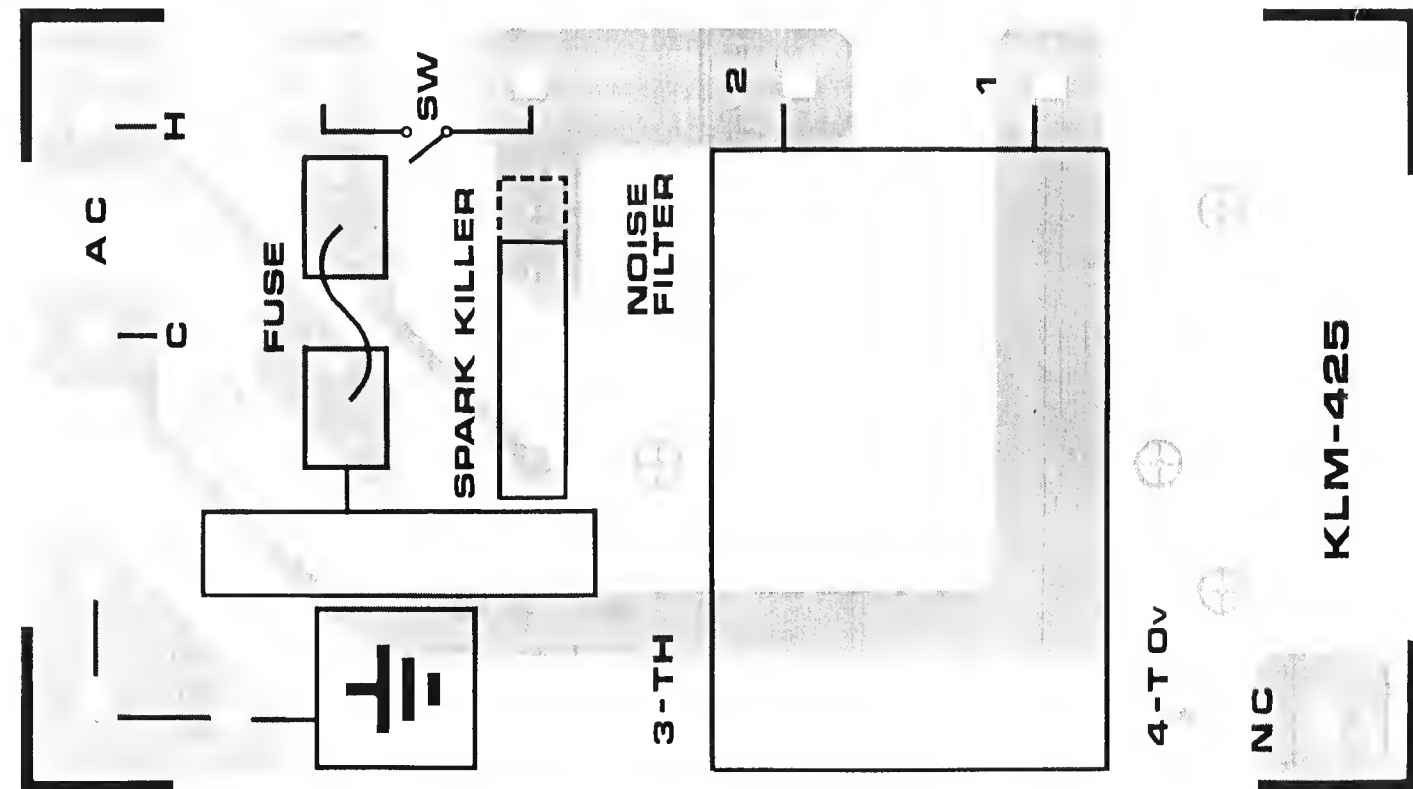 H
AC
C
FUSE
SW
SPARK KILLER
NOISE
FILTER
2
1
3-TH
4-T 0v
NC
KLM-425